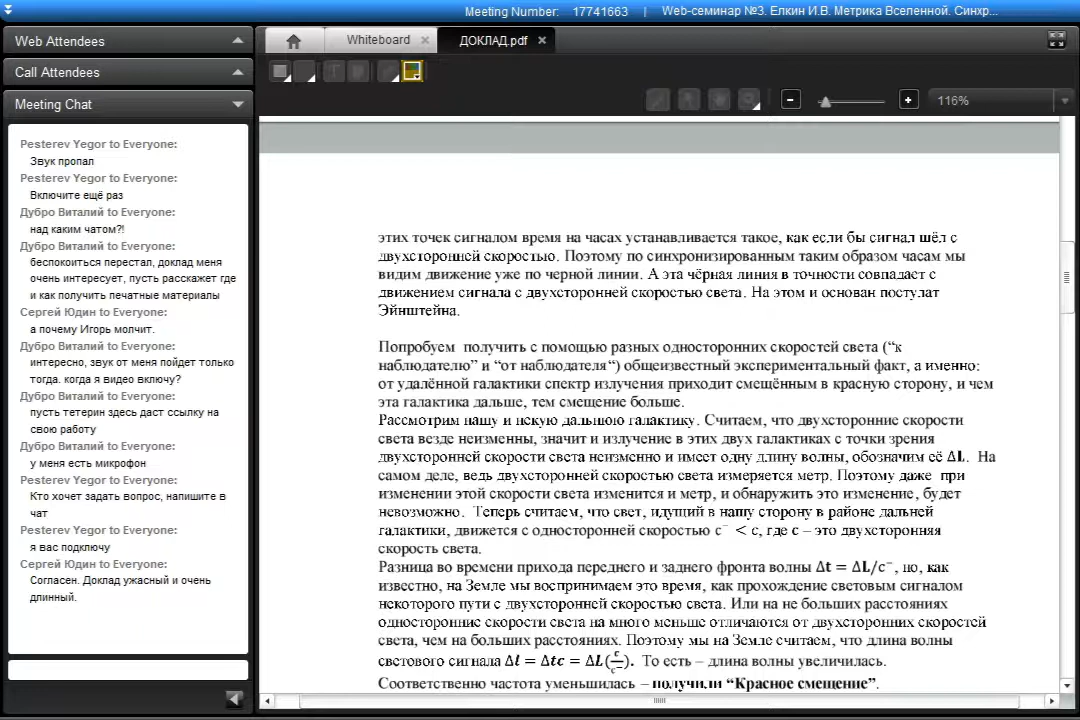 Meeting Number: 17741663 | Web-семинар №3. Елкин И.В. Метрика Вселенной. Синхр...
Web Attendees
Call Attendees
Meeting Chat
Pesterev Yegor to Everyone:
Звук пропал
Pesterev Yegor to Everyone:
Включите ещё раз
Дубро Виталий to Everyone:
над каким чатом?!
Дубро Виталий to Everyone:
беспокоиться перестал, доклад меня
очень интересует, пусть расскажет где
и как получить печатные материалы
Сергей Юдин to Everyone:
а почему Игорь молчит.
Дубро Виталий to Everyone:
интересно, звук от меня пойдет только
тогда. когда я видео включу?
Дубро Виталий to Everyone:
пусть тетерин здесь даст ссылку на
свою работу
Дубро Виталий to Everyone:
у меня есть микрофон
Pesterev Yegor to Everyone:
Кто хочет задать вопрос, напишите в
чат
Pesterev Yegor to Everyone:
я вас подключу
Сергей Юдин to Everyone:
Согласен. Доклад ужасный и очень
длинный.
Whiteboard
ДОКЛАД.pdf
116%
этих точек сигналом время на часах устанавливается такое, как если бы сигнал шёл с
двухсторонней скоростью. Поэтому по синхронизированным таким образом часам мы
видим движение уже по черной линии. А эта чёрная линия в точности совпадает с
движением сигнала с двухсторонней скоростью света. На этом и основан постулат
Эйнштейна.
Попробуем получить с помощью разных односторонних скоростей света (“к
наблюдателю” и “от наблюдателя“) общеизвестный экспериментальный факт, а именно:
от удалённой галактики спектр излучения приходит смещённым в красную сторону, и чем
эта галактика дальше, тем смещение больше.
Рассмотрим нашу и некую дальнюю галактику. Считаем, что двухсторонние скорости
света везде неизменны, значит и излучение в этих двух галактиках с точки зрения
двухсторонней скорости света неизменно и имеет одну длину волны, обозначим её ΔL. На
самом деле, ведь двухсторонней скоростью света измеряется метр. Поэтому даже при
изменении этой скорости света изменится и метр, и обнаружить это изменение, будет
невозможно. Теперь считаем, что свет, идущий в нашу сторону в районе дальней
галактики, движется с односторонней скоростью c⁻ < c, где c – это двухсторонняя
скорость света.
Разница во времени прихода переднего и заднего фронта волны Δt = ΔL/c⁻, но, как
известно, на Земле мы воспринимаем это время, как прохождение световым сигналом
некоторого пути с двухсторонней скоростью света. Или на не больших расстояниях
односторонние скорости света на много меньше отличаются от двухсторонних скоростей
света, чем на больших расстояниях. Поэтому мы на Земле считаем, что длина волны
светового сигнала Δl = Δtc = ΔL(c/c⁻). То есть – длина волны увеличилась.
Соответственно частота уменьшилась – получили “Красное смещение”.